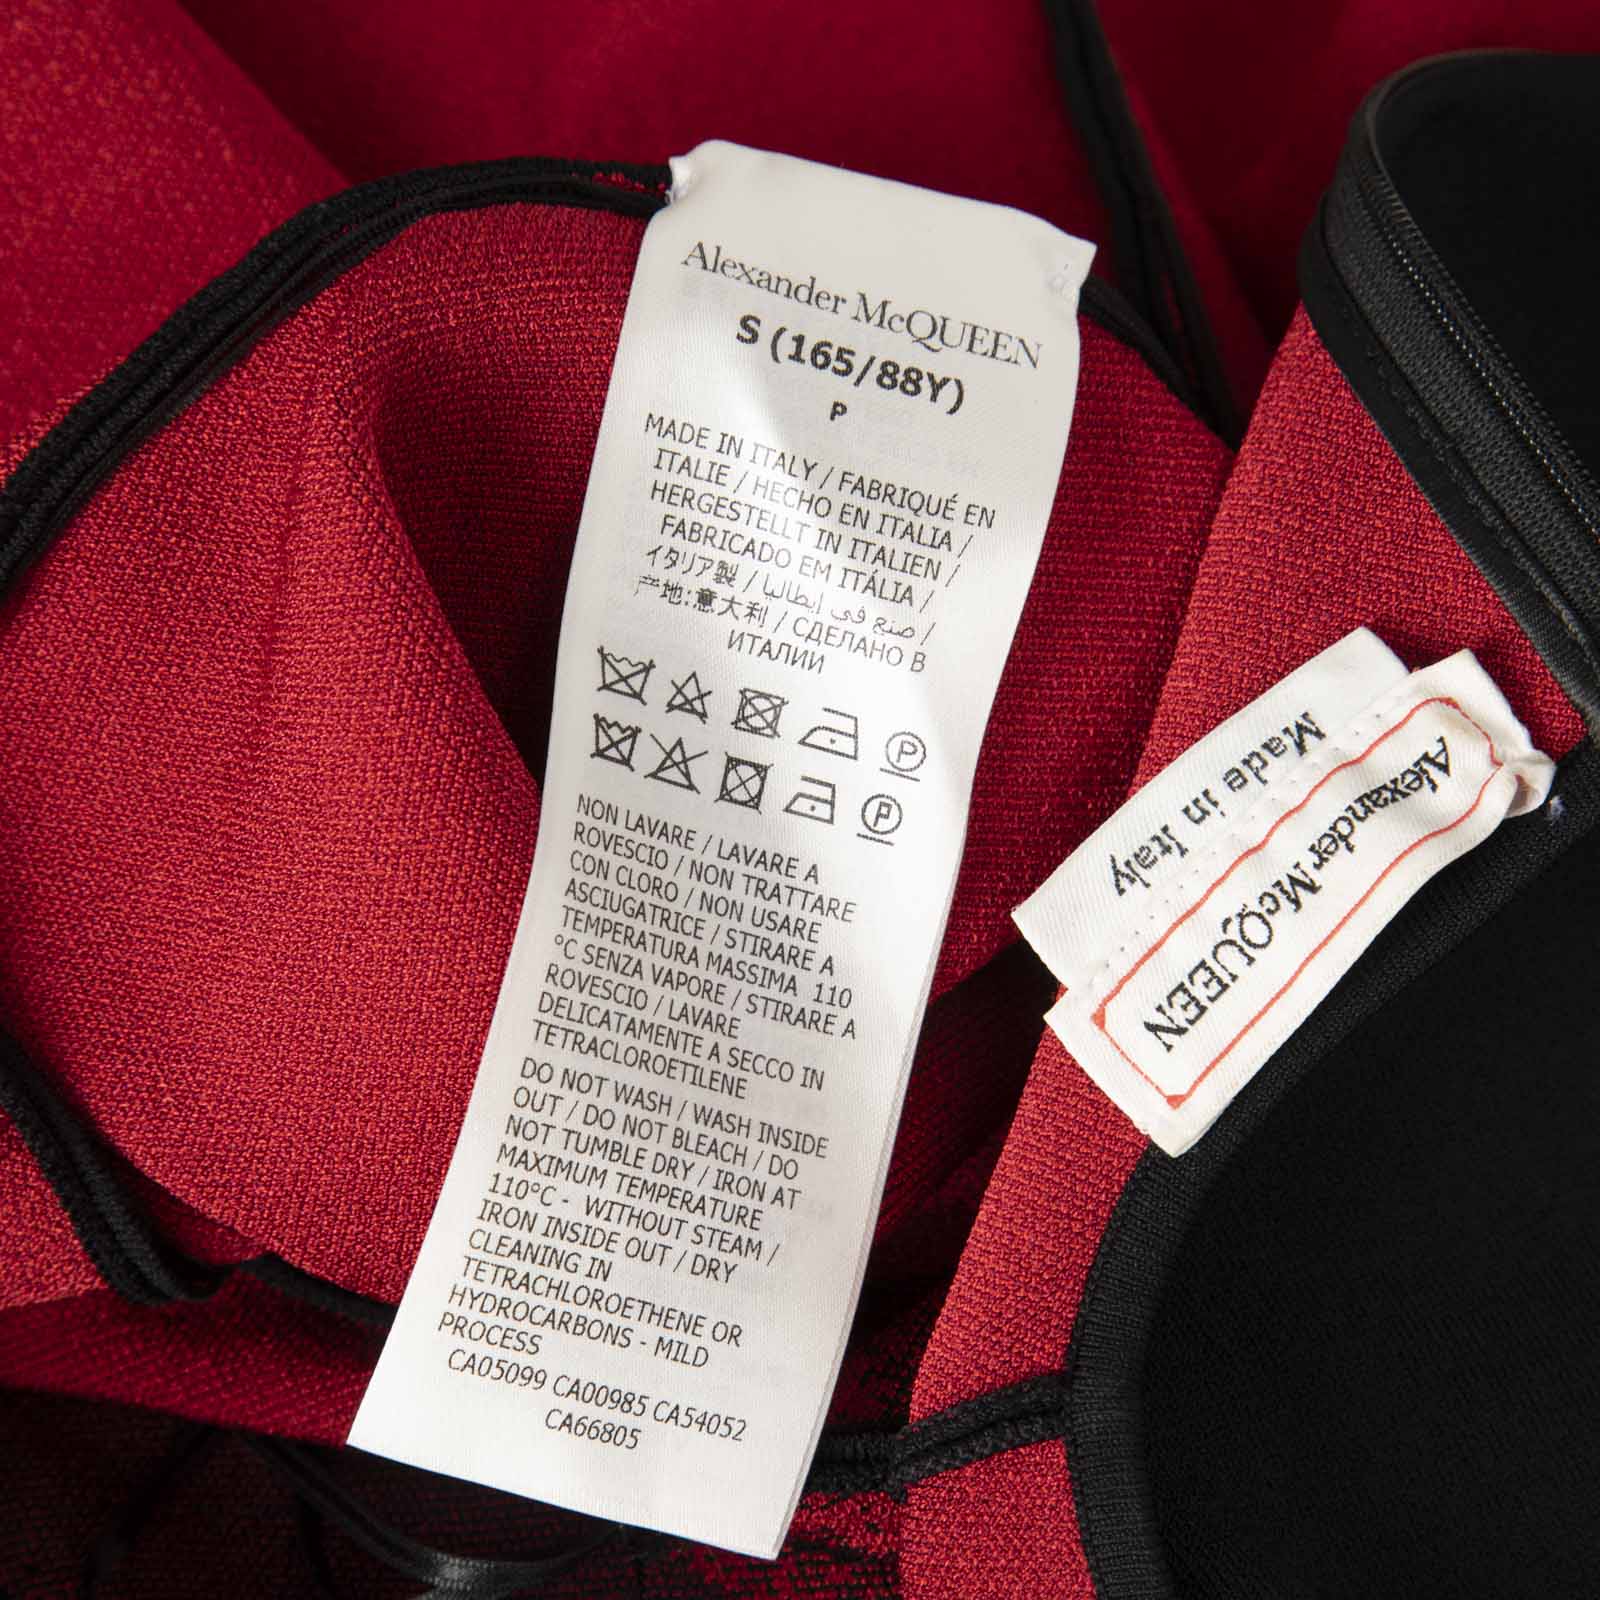 Alexander McQUEEN
S (165/88Y)
P
MADE IN ITALY / FABRIQUÉ EN
ITALIE / HECHO EN ITALIA /
HERGESTELLT IN ITALIEN /
FABRICADO EM ITÁLIA /
イタリア製 / صنع في إيطاليا /
产地:意大利 / СДЕЛАНО В
ИТАЛИИ
P
P
NON LAVARE / LAVARE A
ROVESCIO / NON TRATTARE
CON CLORO / NON USARE
ASCIUGATRICE / STIRARE A
TEMPERATURA MASSIMA 110
°C SENZA VAPORE / STIRARE A
ROVESCIO / LAVARE
DELICATAMENTE A SECCO IN
TETRACLOROETILENE
DO NOT WASH / WASH INSIDE
OUT / DO NOT BLEACH / DO
NOT TUMBLE DRY / IRON AT
MAXIMUM TEMPERATURE
110°C - WITHOUT STEAM /
IRON INSIDE OUT / DRY
CLEANING IN
TETRACHLOROETHENE OR
HYDROCARBONS - MILD
PROCESS
CA05099 CA00985 CA54052
CA66805
Alexander McQUEEN
Made in Italy